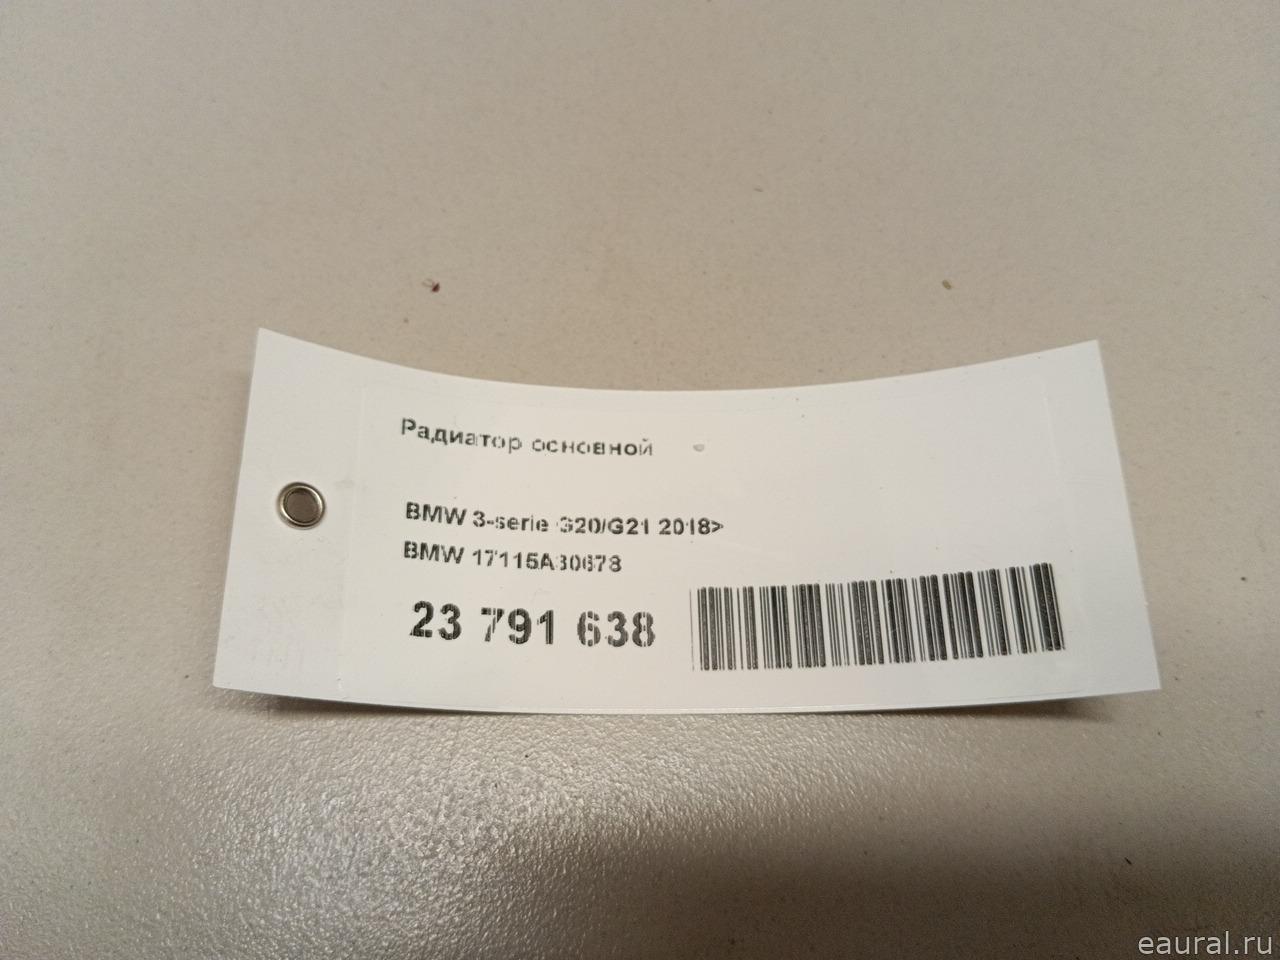 Радиатор основной
BMW 3-serie G20/G21 2018>
BMW 17115A30678
23 791 638
eaural.ru